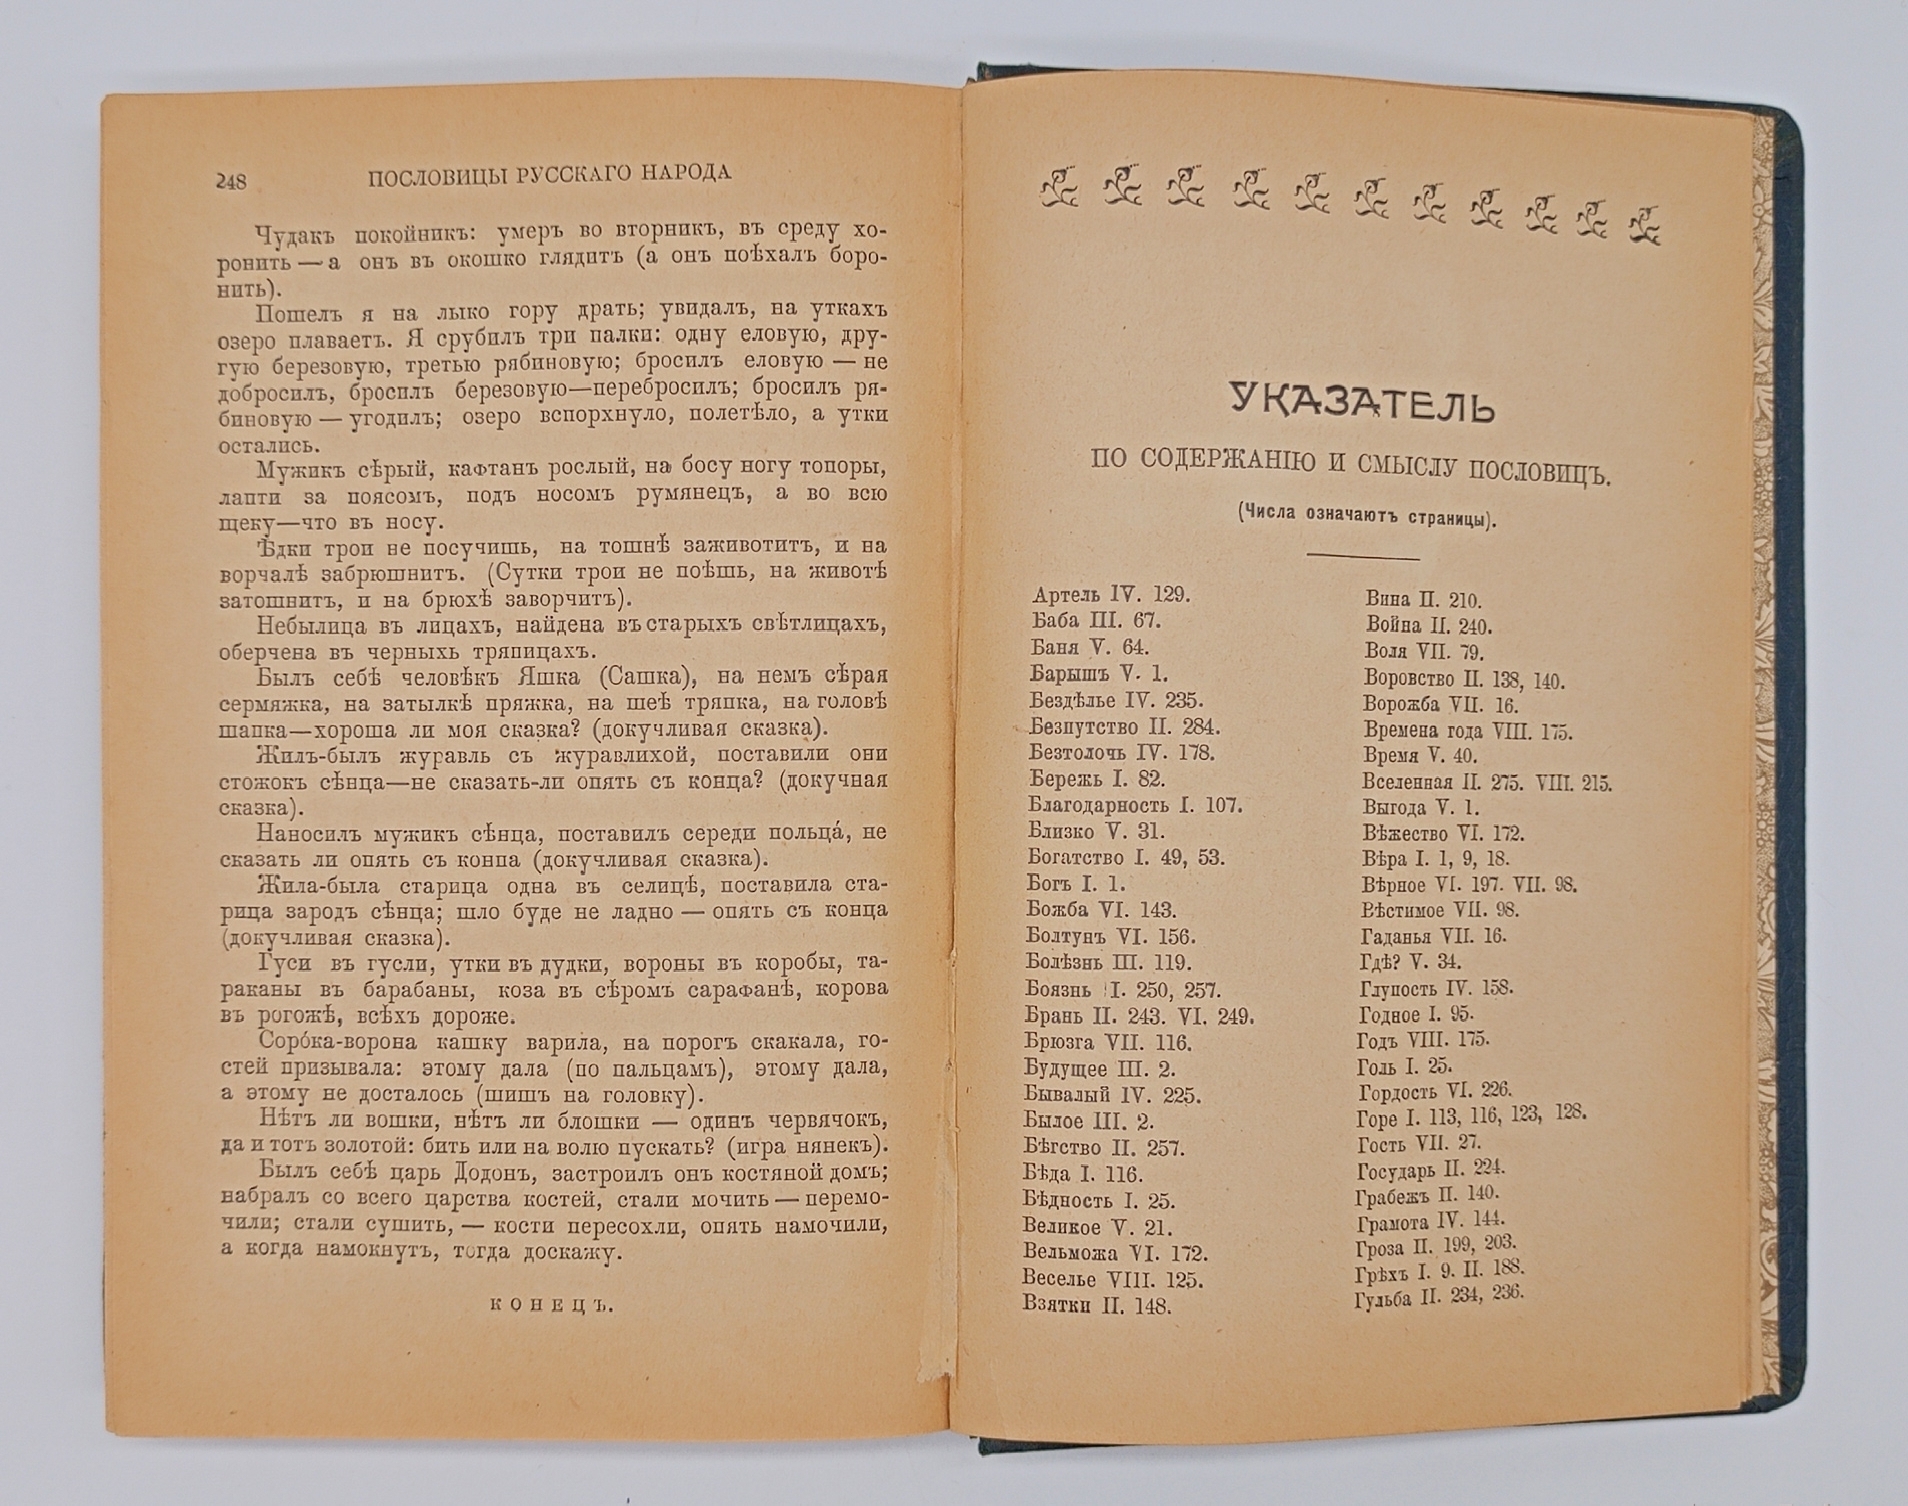 248 ПОСЛОВИЦЫ РУССКАГО НАРОДА
Чудакъ покойникъ: умеръ во вторникъ, въ среду хо-
ронить — а онъ въ окошко глядитъ (а онъ поѣхалъ боро-
нить).
Пошелъ я на лыко гору драть; увидалъ, на уткахъ
озеро плаваетъ. Я срубилъ три палки: одну еловую, дру-
гую березовую, третью рябиновую; бросилъ еловую — не
добросилъ, бросилъ березовую—перебросилъ; бросилъ ря-
биновую — угодилъ; озеро вспорхнуло, полетѣло, а утки
остались.
Мужикъ сѣрый, кафтанъ рослый, на босу ногу топоры,
лапти за поясомъ, подъ носомъ румянецъ, а во всю
щеку—что въ носу.
Ѣдки трои не посучишь, на тошнѣ заживотитъ, и на
ворчалѣ забрюшнитъ. (Сутки трои не поѣшь, на животѣ
затошнитъ, и на брюхѣ заворчитъ).
Небылица въ лицахъ, найдена въ старыхъ свѣтлицахъ,
оберчена въ черныхь тряпицахъ.
Былъ себѣ человѣкъ Яшка (Сашка), на немъ сѣрая
сермяжка, на затылкѣ пряжка, на шеѣ тряпка, на головѣ
шапка—хороша ли моя сказка? (докучливая сказка).
Жилъ-былъ журавль съ журавлихой, поставили они
стожокъ сѣнца—не сказать-ли опять съ конца? (докучная
сказка).
Наносилъ мужикъ сѣнца, поставилъ середи польца́, не
сказать ли опять съ конпа (докучливая сказка).
Жила-была старица одна въ селицѣ, поставила ста-
рица зародъ сѣнца; шло буде не ладно — опять съ конца
(докучливая сказка).
Гуси въ гусли, утки въ дудки, вороны въ коробы, та-
раканы въ барабаны, коза въ сѣромъ сарафанѣ, корова
въ рогожѣ, всѣхъ дороже.
Соро́ка-ворона кашку варила, на порогъ скакала, го-
стей призывала: этому дала (по пальцамъ), этому дала,
а этому не досталось (шишъ на головку).
Нѣтъ ли вошки, нѣтъ ли блошки — одинъ червячокъ,
да и тотъ золотой: бить или на волю пускать? (игра нянекъ).
Былъ себѣ царь Додонъ, застроилъ онъ костяной домъ;
набралъ со всего царства костей, стали мочить — перемо-
чили; стали сушить, — кости пересохли, опять намочили,
а когда намокнутъ, тогда доскажу.
КОНЕЦЪ.
УКАЗАТЕЛЬ
ПО СОДЕРЖАНІЮ И СМЫСЛУ ПОСЛОВИЦЪ.
(Числа означаютъ страницы).
Артель IV. 129.
Баба III. 67.
Баня V. 64.
Барышъ V. 1.
Бездѣлье IV. 235.
Безпутство II. 284.
Безтолочь IV. 178.
Бережь I. 82.
Благодарность I. 107.
Близко V. 31.
Богатство I. 49, 53.
Богъ I. 1.
Божба VI. 143.
Болтунъ VI. 156.
Болѣзнь III. 119.
Боязнь I. 250, 257.
Брань II. 243. VI. 249.
Брюзга VII. 116.
Будущее III. 2.
Бывалый IV. 225.
Былое III. 2.
Бѣгство II. 257.
Бѣда I. 116.
Бѣдность I. 25.
Великое V. 21.
Вельможа VI. 172.
Веселье VIII. 125.
Взятки II. 148.
Вина II. 210.
Война II. 240.
Воля VII. 79.
Воровство II. 138, 140.
Ворожба VII. 16.
Времена года VIII. 175.
Время V. 40.
Вселенная II. 275. VIII. 215.
Выгода V. 1.
Вѣжество VI. 172.
Вѣра I. 1, 9, 18.
Вѣрное VI. 197. VII. 98.
Вѣстимое VII. 98.
Гаданья VII. 16.
Гдѣ? V. 34.
Глупость IV. 158.
Годное I. 95.
Годъ VIII. 175.
Голь I. 25.
Гордость VI. 226.
Горе I. 113, 116, 123, 128.
Гость VII. 27.
Государь II. 224.
Грабежъ II. 140.
Грамота IV. 144.
Гроза II. 199, 203.
Грѣхъ I. 9. II. 188.
Гульба II. 234, 236.